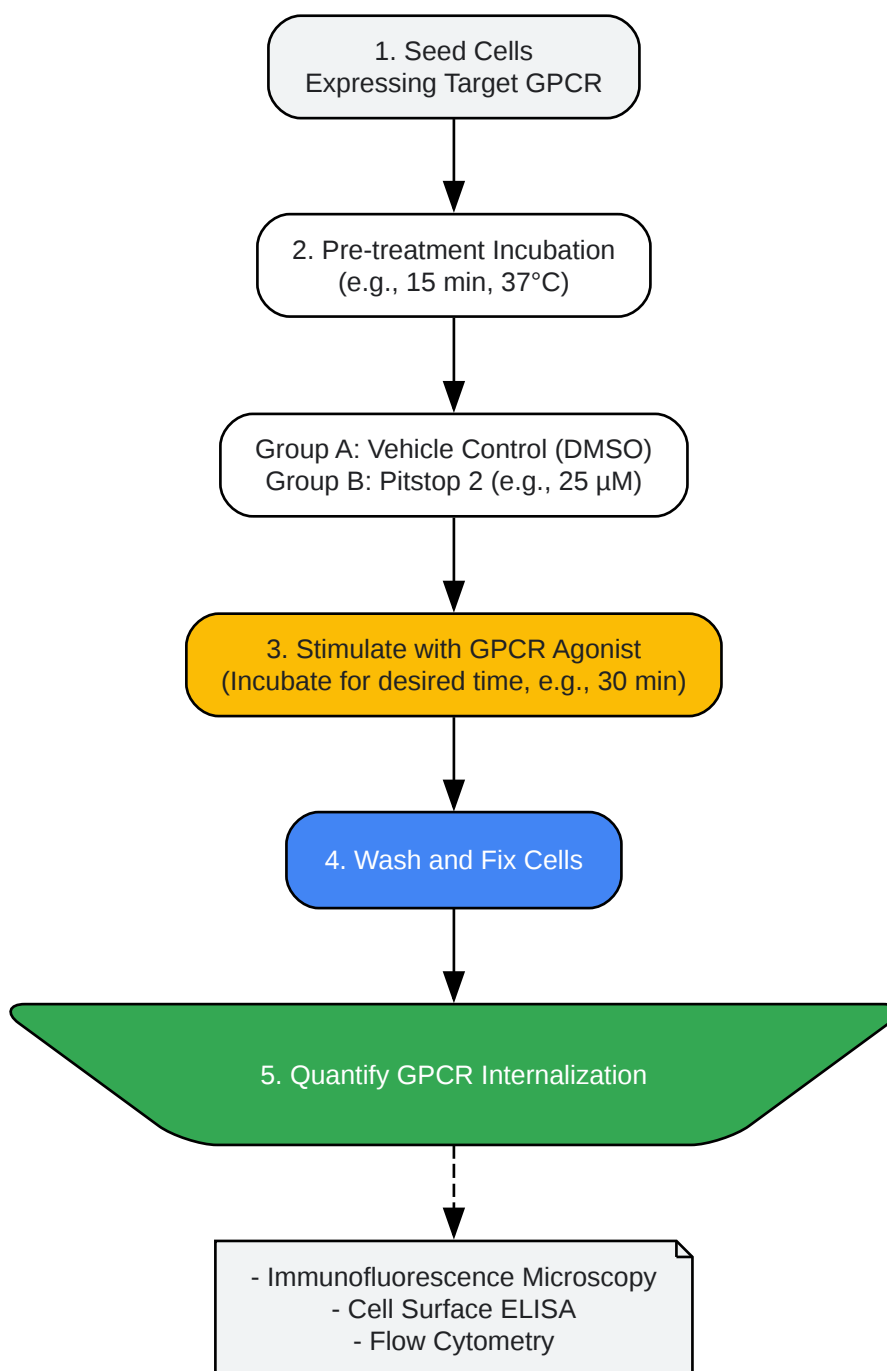 1. Seed Cells
Expressing Target GPCR
2. Pre-treatment Incubation
(e.g., 15 min, 37°C)
Group A: Vehicle Control (DMSO)
Group B: Pitstop 2 (e.g., 25 µM)
3. Stimulate with GPCR Agonist
(Incubate for desired time, e.g., 30 min)
4. Wash and Fix Cells
5. Quantify GPCR Internalization
- Immunofluorescence Microscopy
- Cell Surface ELISA
- Flow Cytometry